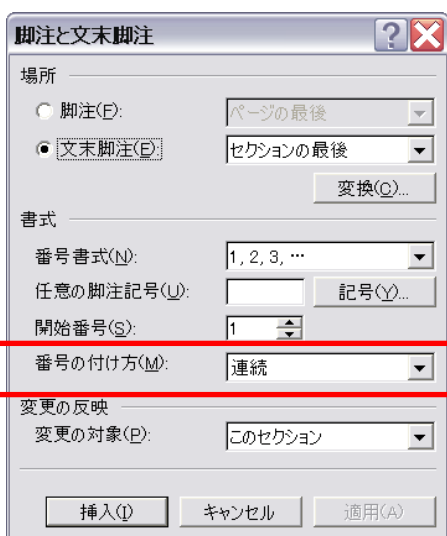 脚注と文末脚注
場所
脚注(F): ページの最後
文末脚注(E): セクションの最後
変換(C)...
書式
番号書式(N): 1, 2, 3, …
任意の脚注記号(U): 記号(Y)...
開始番号(S): 1
番号の付け方(M): 連続
変更の反映
変更の対象(P): このセクション
挿入(I) キャンセル 適用(A)